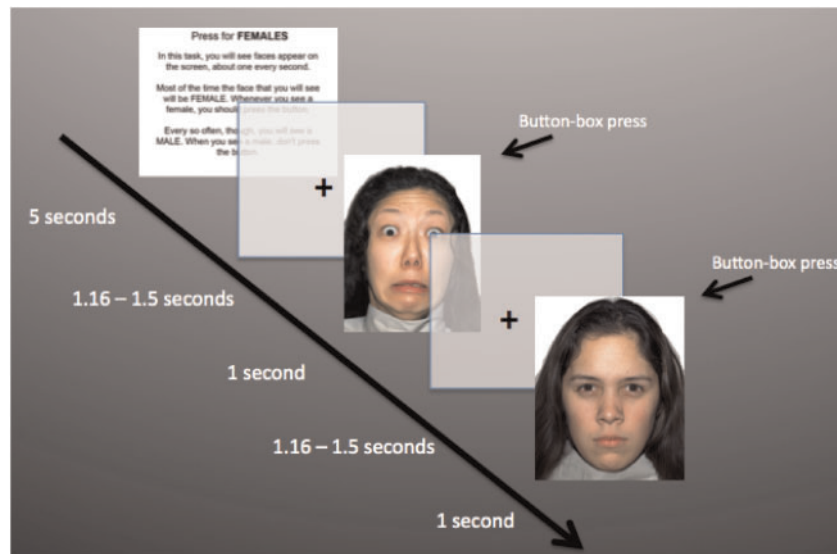 Press for FEMALES
In this task, you will see faces appear on
the screen, about one every second.
Most of the time the face that you will see
will be FEMALE. Whenever you see a
female, you should press the button.
Every so often, though, you will see a
MALE. When you see a male, don't press
the button.
Button-box press
5 seconds
Button-box press
1.16 – 1.5 seconds
1 second
1.16 – 1.5 seconds
1 second